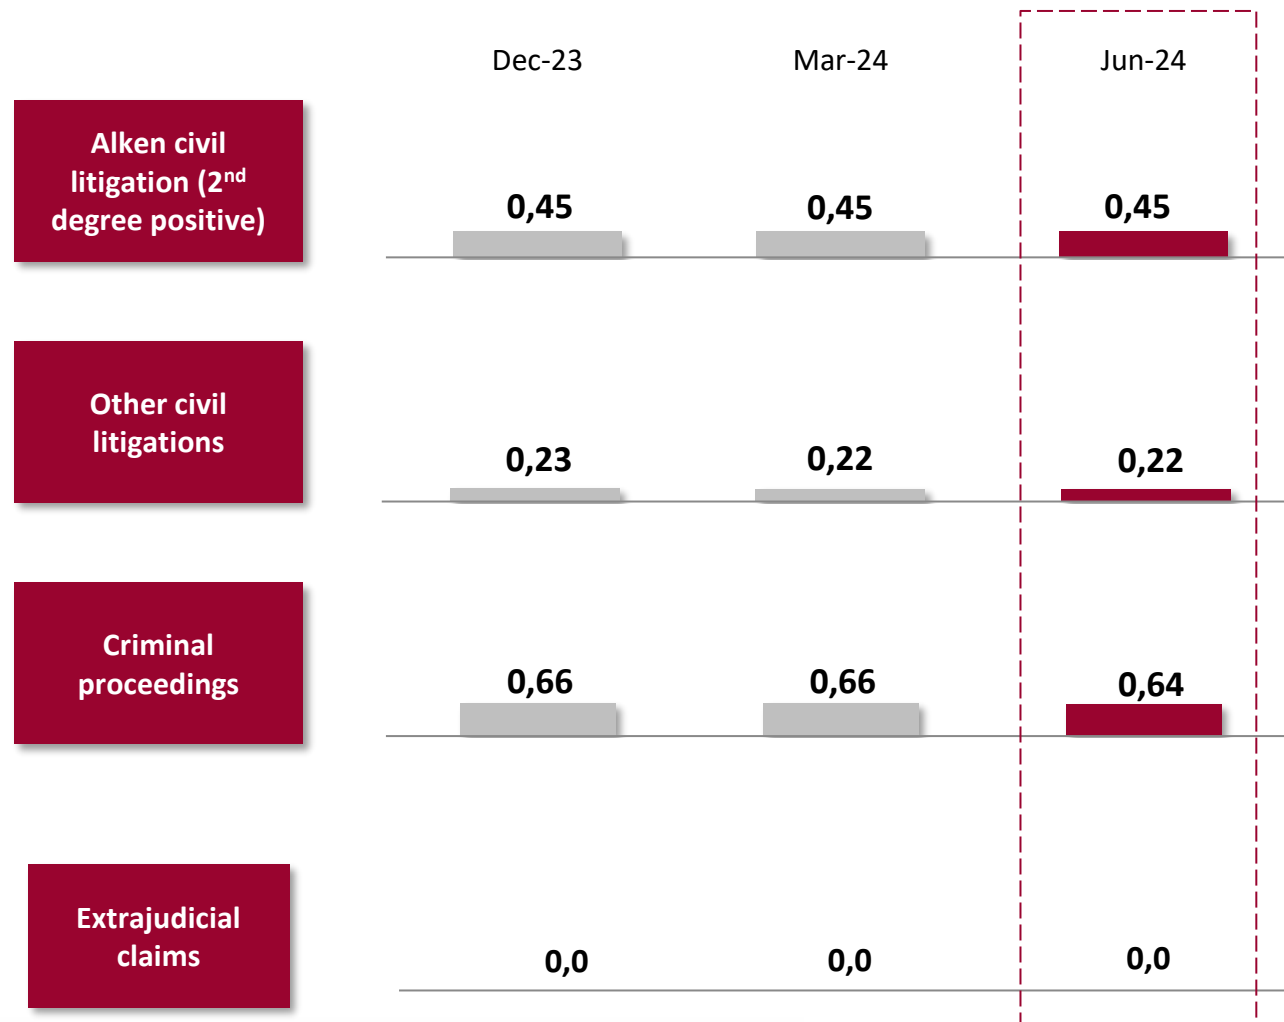 Dec-23 Mar-24 Jun-24
Alken civil
litigation (2nd
degree positive)
0,45 0,45 0,45
Other civil
litigations
0,23 0,22 0,22
Criminal
proceedings
0,66 0,66 0,64
Extrajudicial
claims
0,0 0,0 0,0